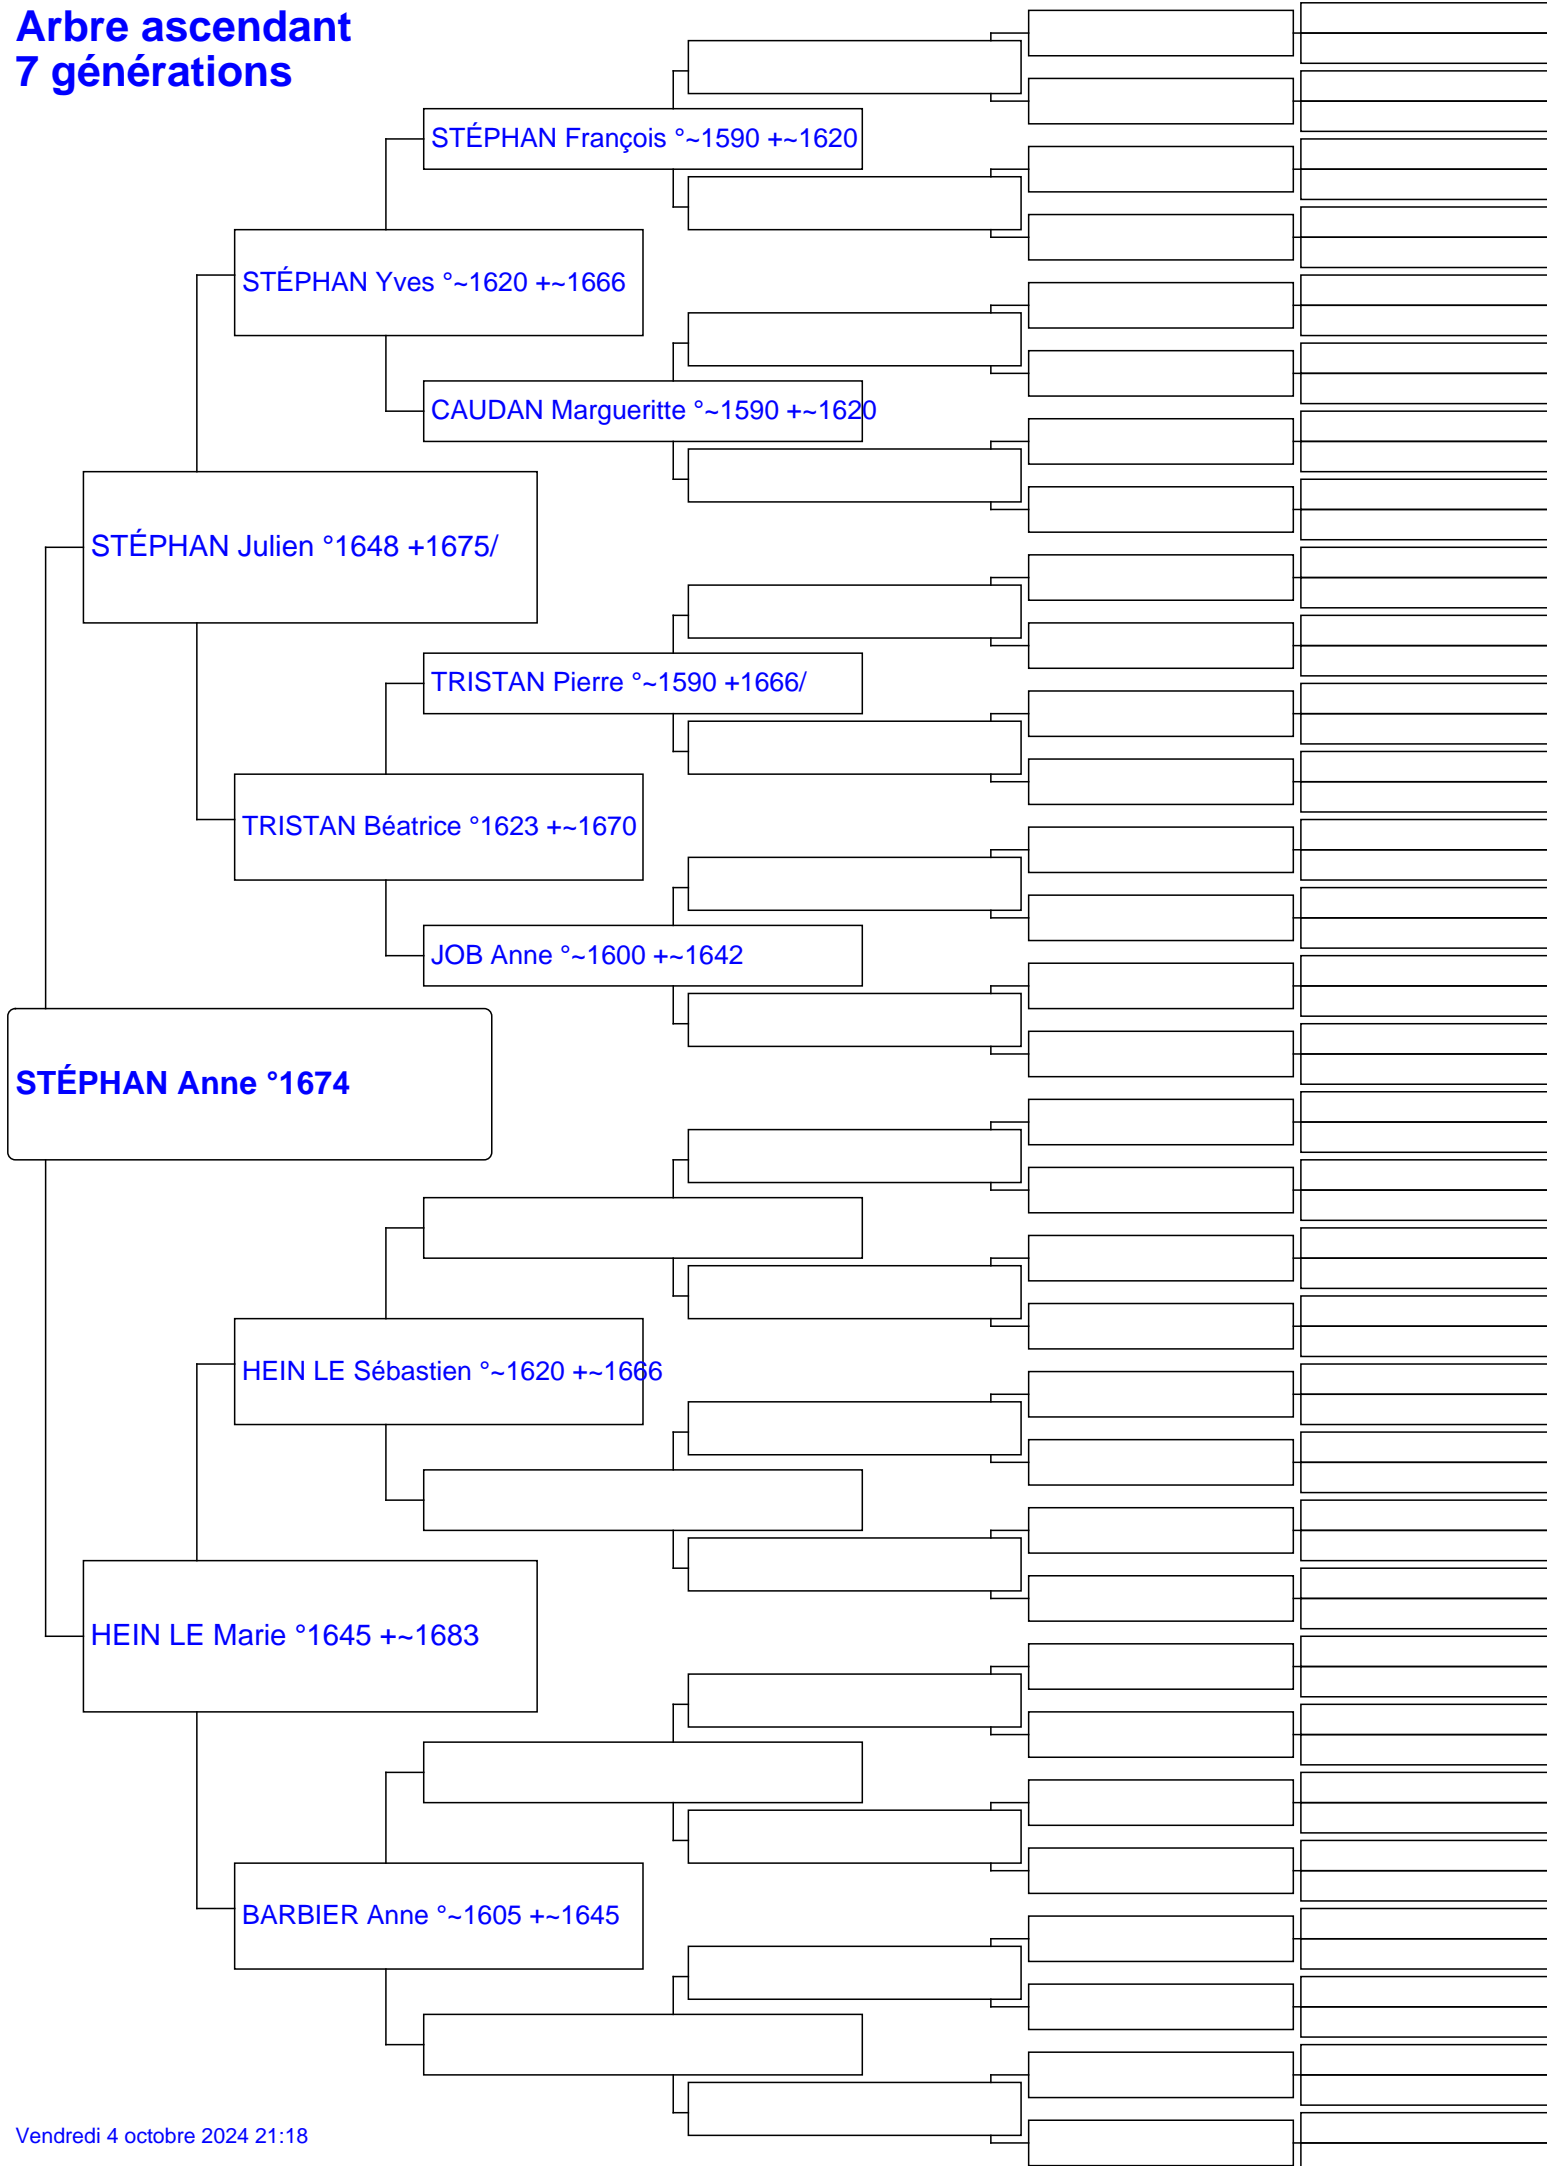 Arbre ascendant
7 générations
STÉPHAN François °~1590 +~1620
STÉPHAN Yves °~1620 +~1666
CAUDAN Margueritte °~1590 +~1620
STÉPHAN Julien °1648 +1675/
TRISTAN Pierre °~1590 +1666/
TRISTAN Béatrice °1623 +~1670
JOB Anne °~1600 +~1642
STÉPHAN Anne °1674
HEIN LE Sébastien °~1620 +~1666
HEIN LE Marie °1645 +~1683
BARBIER Anne °~1605 +~1645
Vendredi 4 octobre 2024 21:18